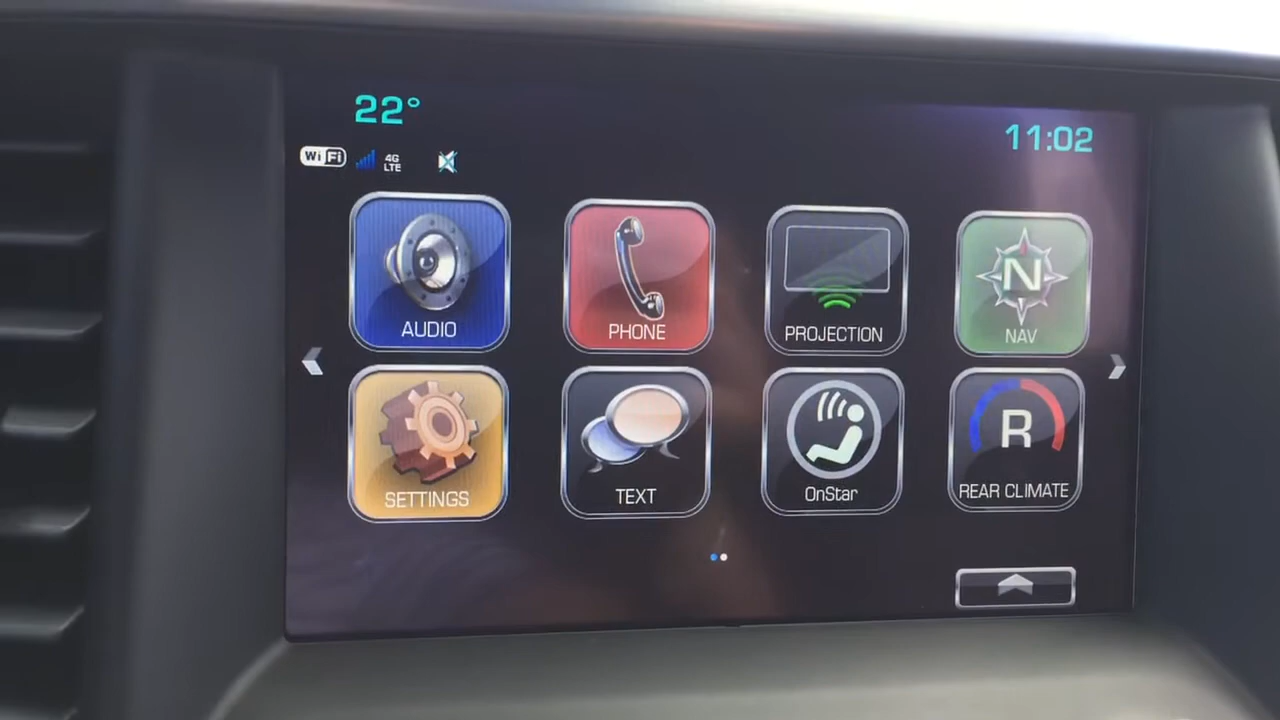 22°
11:02
WiFi 4G LTE
AUDIO
PHONE
PROJECTION
N
NAV
SETTINGS
TEXT
OnStar
R
REAR CLIMATE